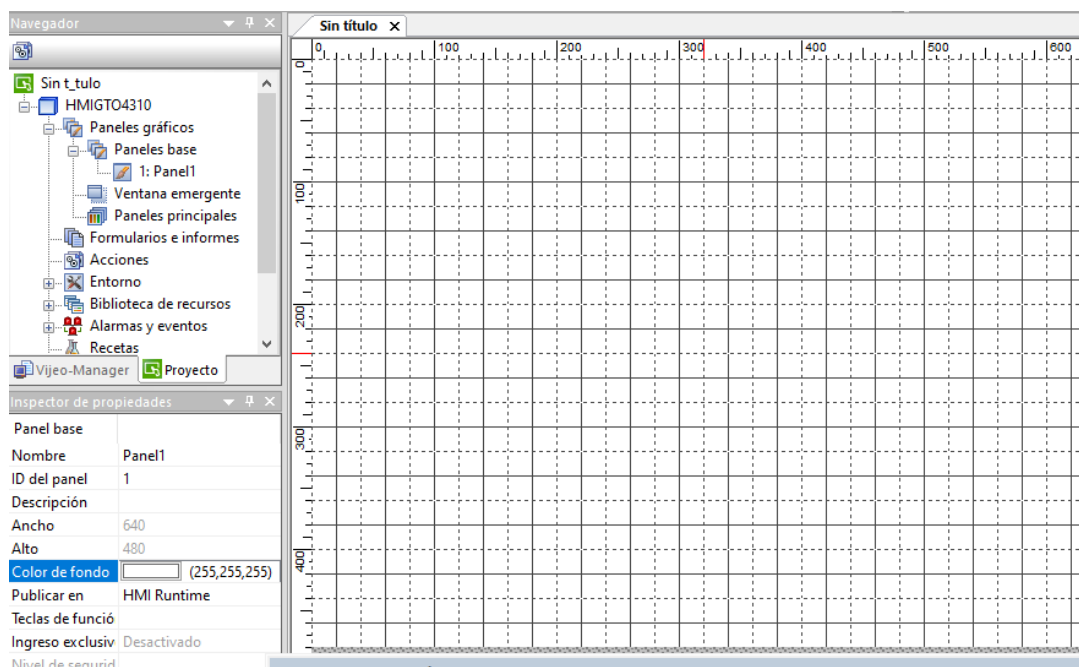 Navegador
Sin t_tulo
HMIGTO4310
Paneles gráficos
Paneles base
1: Panel1
Ventana emergente
Paneles principales
Formularios e informes
Acciones
Entorno
Biblioteca de recursos
Alarmas y eventos
Recetas
Vijeo-Manager Proyecto
Inspector de propiedades
Panel base
Nombre Panel1
ID del panel 1
Descripción
Ancho 640
Alto 480
Color de fondo (255,255,255)
Publicar en HMI Runtime
Teclas de funció
Ingreso exclusiv Desactivado
Nivel de segurid
Sin título X
0 100 200 300 400 500 600
0
100
200
300
400